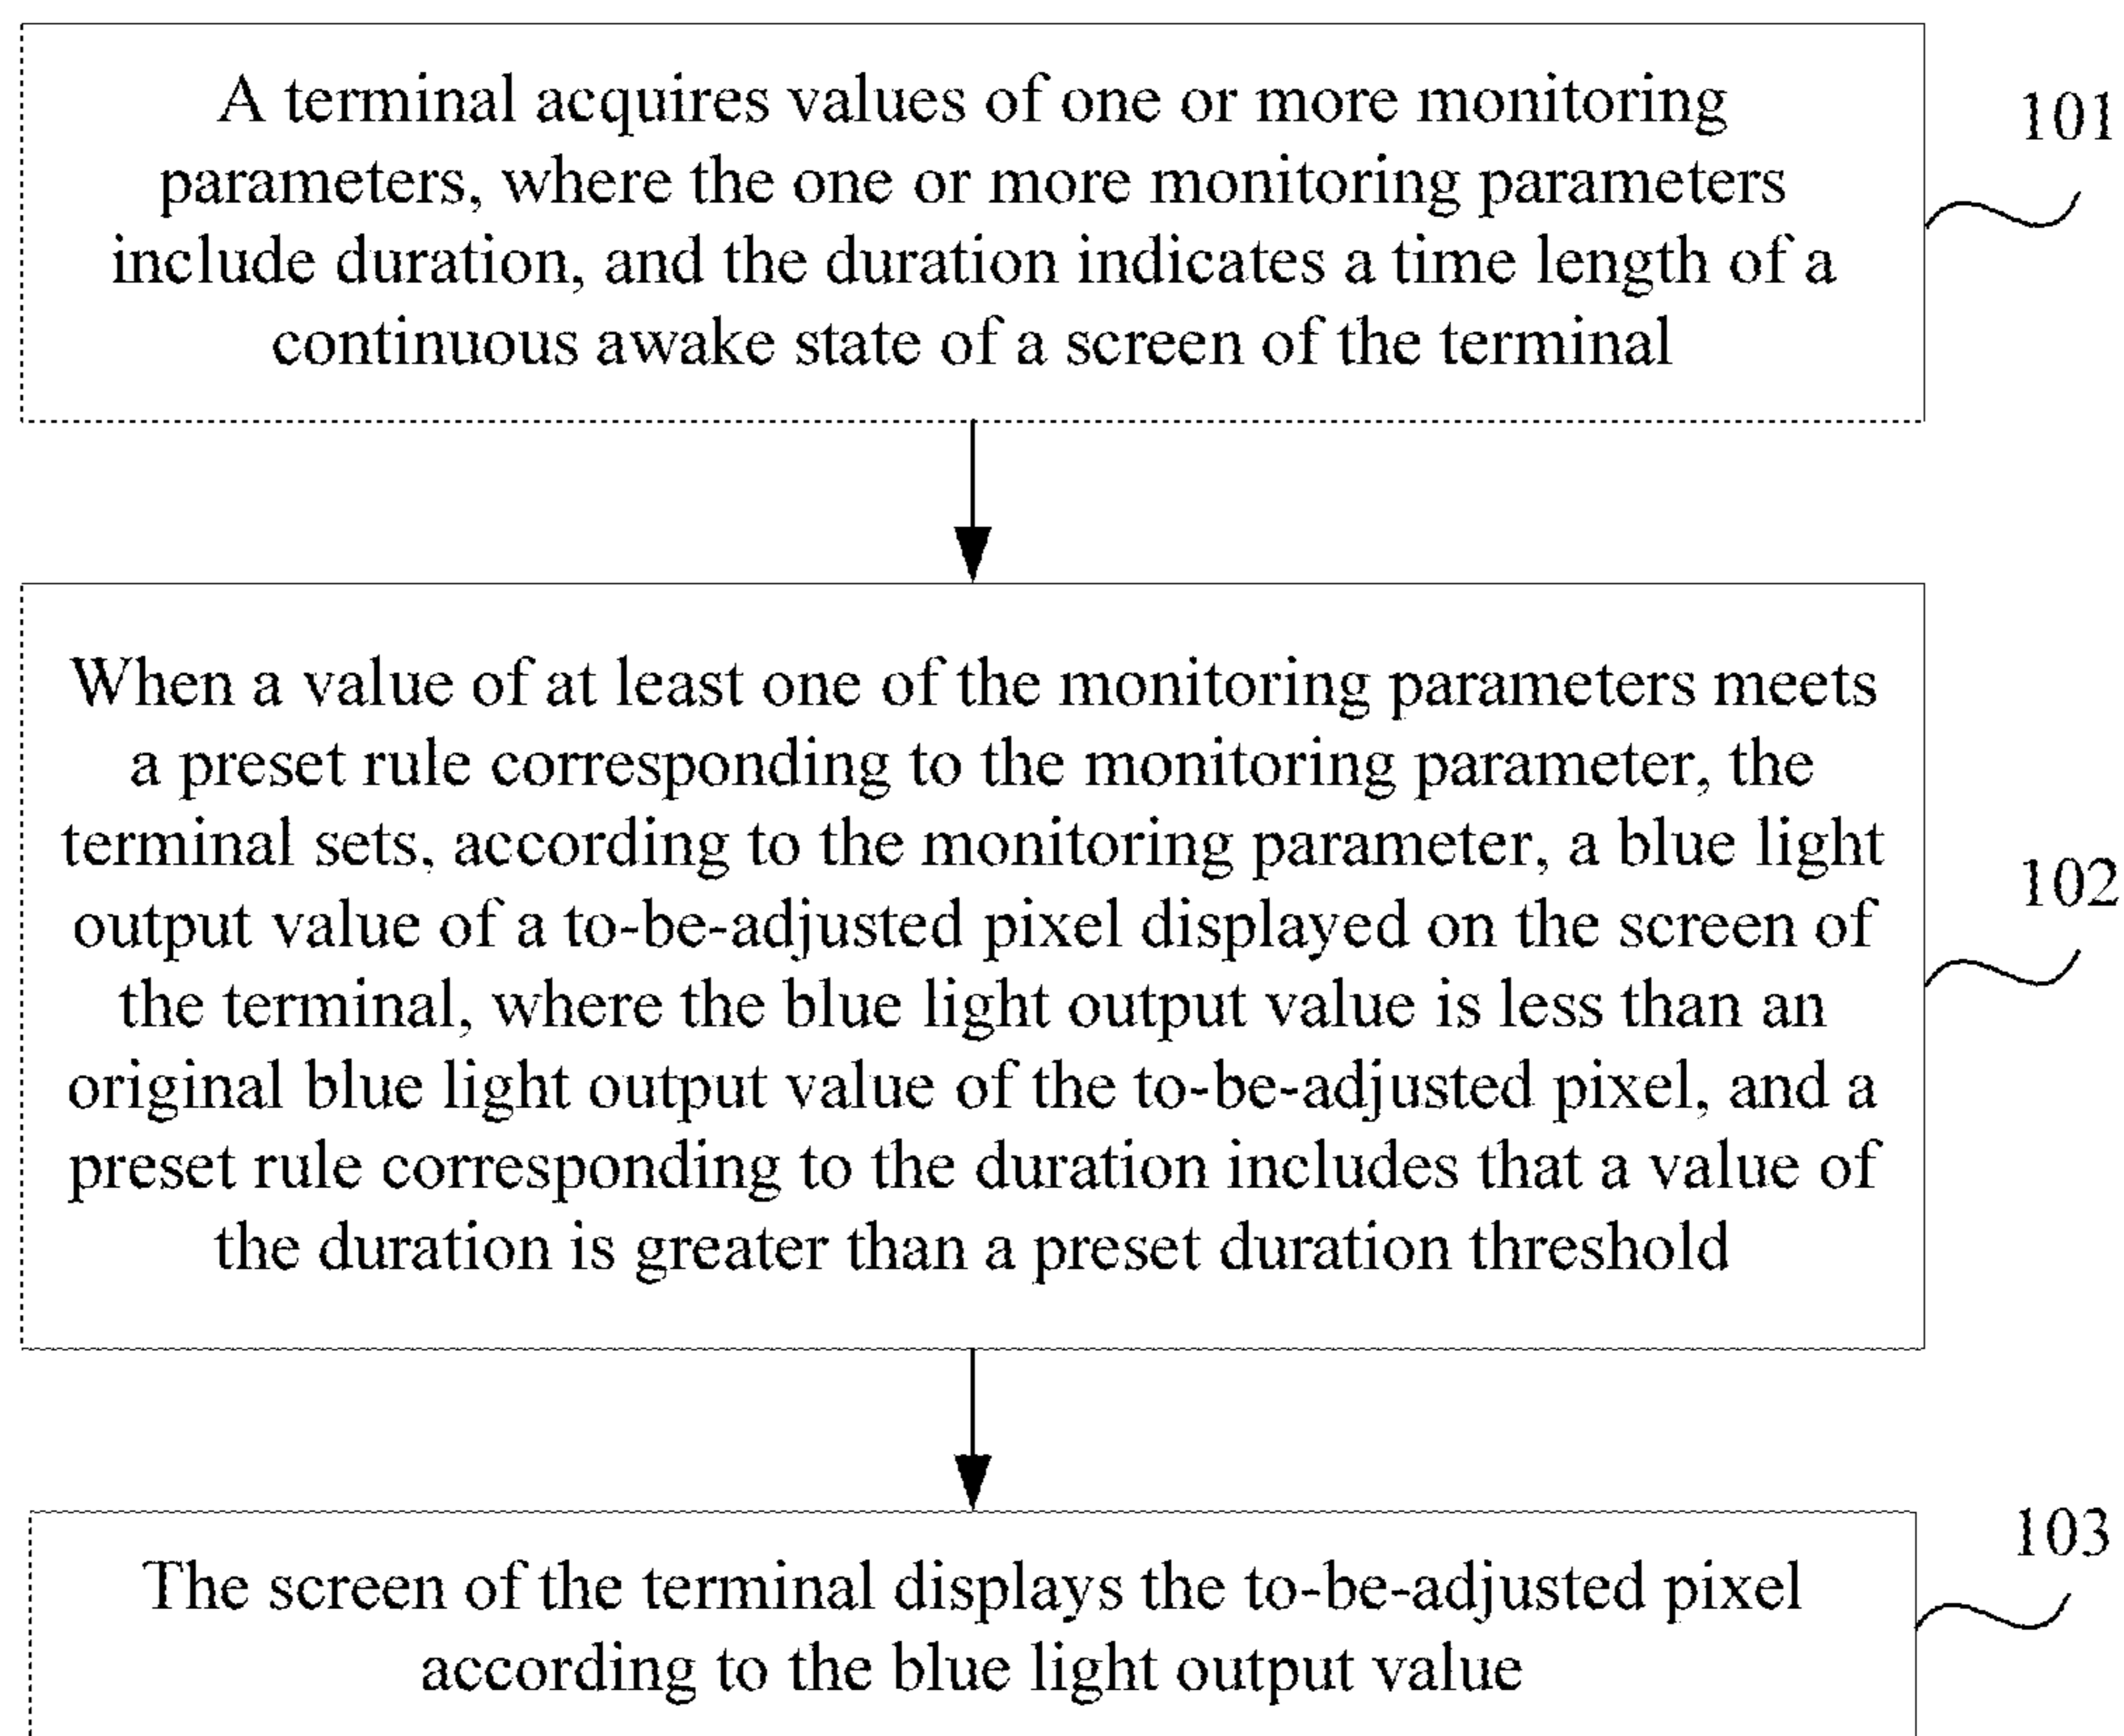 A terminal acquires values of one or more monitoring
parameters, where the one or more monitoring parameters
include duration, and the duration indicates a time length of a
continuous awake state of a screen of the terminal
101
When a value of at least one of the monitoring parameters meets
a preset rule corresponding to the monitoring parameter, the
terminal sets, according to the monitoring parameter, a blue light
output value of a to-be-adjusted pixel displayed on the screen of
the terminal, where the blue light output value is less than an
original blue light output value of the to-be-adjusted pixel, and a
preset rule corresponding to the duration includes that a value of
the duration is greater than a preset duration threshold
102
The screen of the terminal displays the to-be-adjusted pixel
according to the blue light output value
103